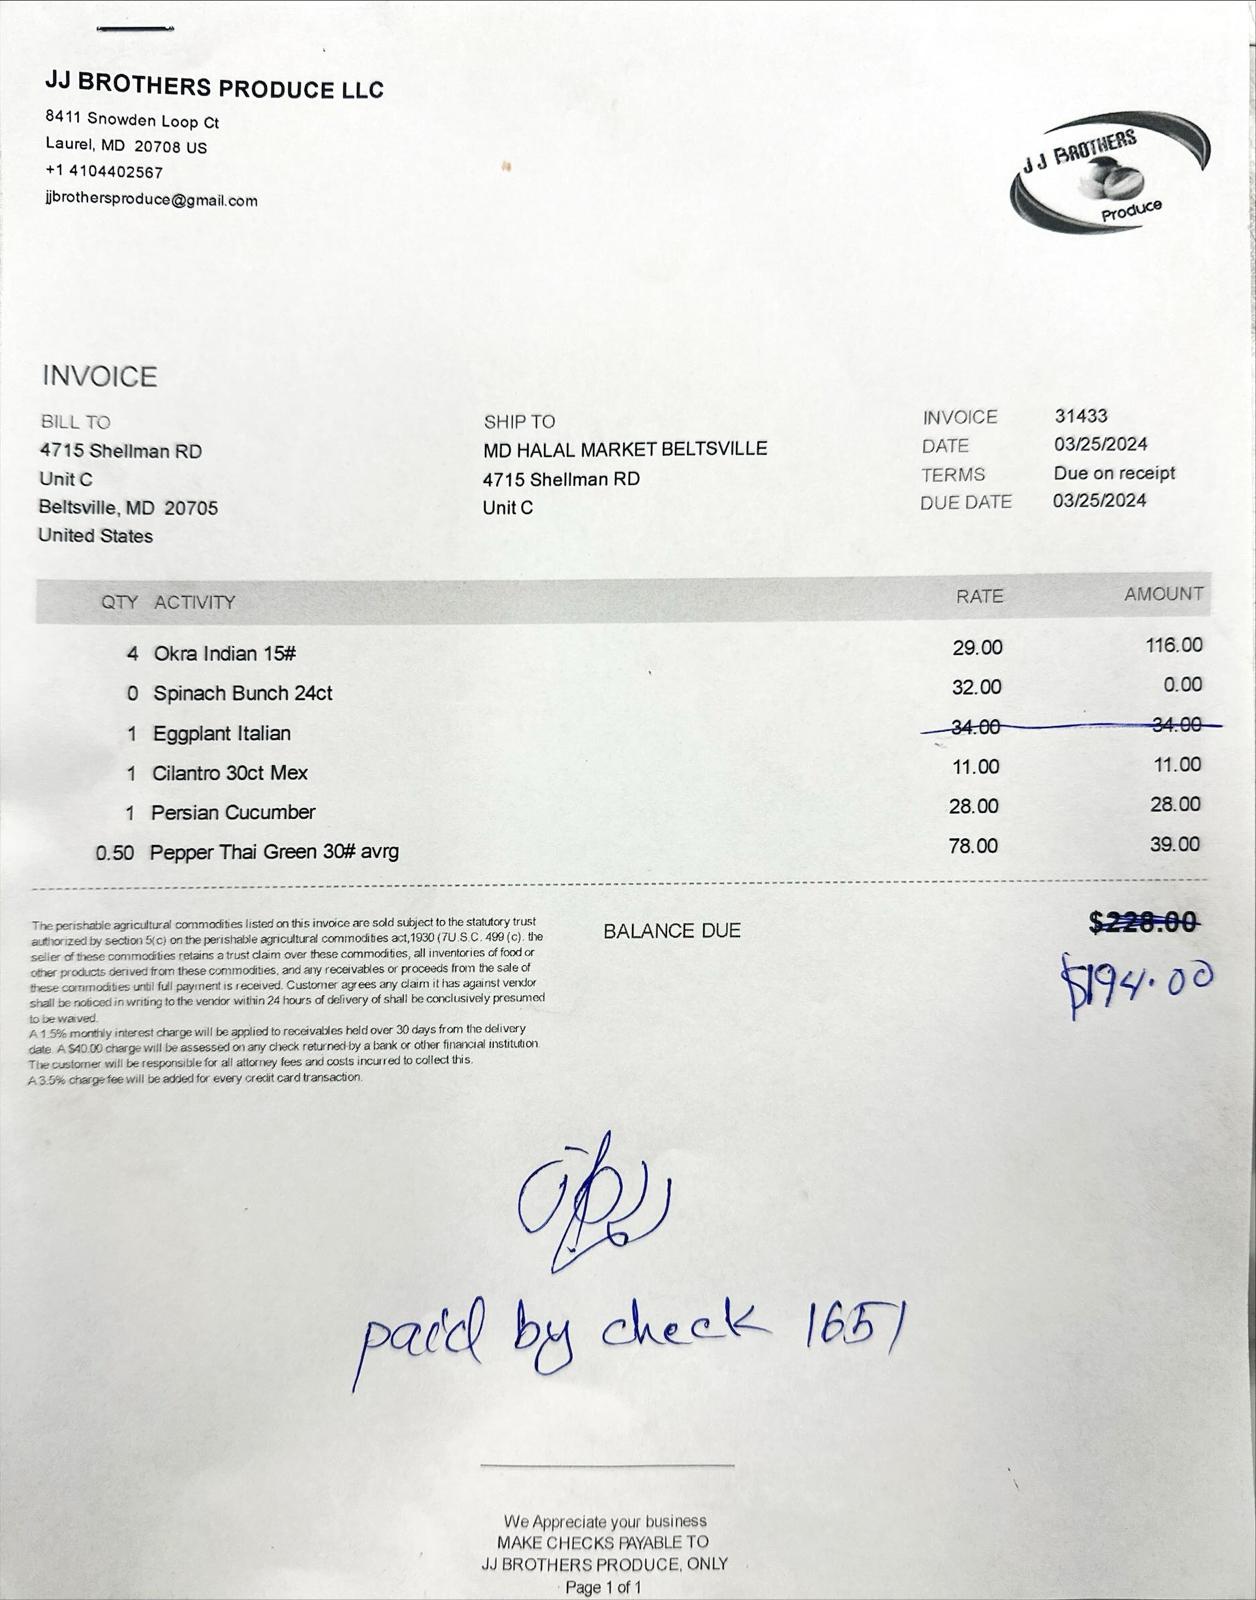 JJ BROTHERS PRODUCE LLC
8411 Snowden Loop Ct
Laurel, MD 20708 US
+1 4104402567
jjbrothersproduce@gmail.com
JJ BROTHERS
Produce
INVOICE
BILL TO
4715 Shellman RD
Unit C
Beltsville, MD 20705
United States
SHIP TO
MD HALAL MARKET BELTSVILLE
4715 Shellman RD
Unit C
INVOICE 31433
DATE 03/25/2024
TERMS Due on receipt
DUE DATE 03/25/2024
QTY ACTIVITY RATE AMOUNT
4 Okra Indian 15# 29.00 116.00
0 Spinach Bunch 24ct 32.00 0.00
1 Eggplant Italian 34.00 34.00
1 Cilantro 30ct Mex 11.00 11.00
1 Persian Cucumber 28.00 28.00
0.50 Pepper Thai Green 30# avrg 78.00 39.00
The perishable agricultural commodities listed on this invoice are sold subject to the statutory trust
authorized by section 5(c) on the perishable agricultural commodities act,1930 (7U.S.C. 499 (c). the
seller of these commodities retains a trust claim over these commodities, all inventories of food or
other products derived from these commodities, and any receivables or proceeds from the sale of
these commodities until full payment is received. Customer agrees any claim it has against vendor
shall be noticed in writing to the vendor within 24 hours of delivery of shall be conclusively presumed
to be waived.
A 1.5% monthly interest charge will be applied to receivables held over 30 days from the delivery
date. A $40.00 charge will be assessed on any check returned by a bank or other financial institution.
The customer will be responsible for all attorney fees and costs incurred to collect this.
A 3.5% charge fee will be added for every credit card transaction.
BALANCE DUE $228.00
$194.00
paid by check 1651
We Appreciate your business
MAKE CHECKS PAYABLE TO
JJ BROTHERS PRODUCE, ONLY
Page 1 of 1